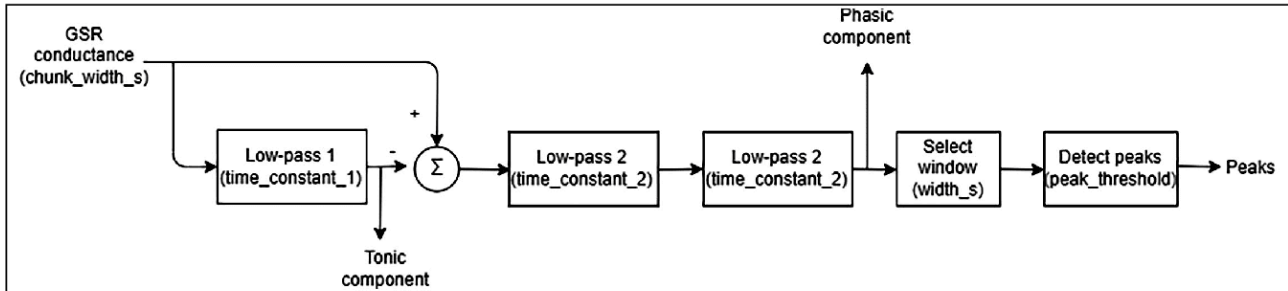 GSR
conductance
(chunk_width_s)
Phasic
component
+
-
Low-pass 1
(time_constant_1)
Σ
Low-pass 2
(time_constant_2)
Low-pass 2
(time_constant_2)
Select
window
(width_s)
Detect peaks
(peak_threshold)
Peaks
Tonic
component